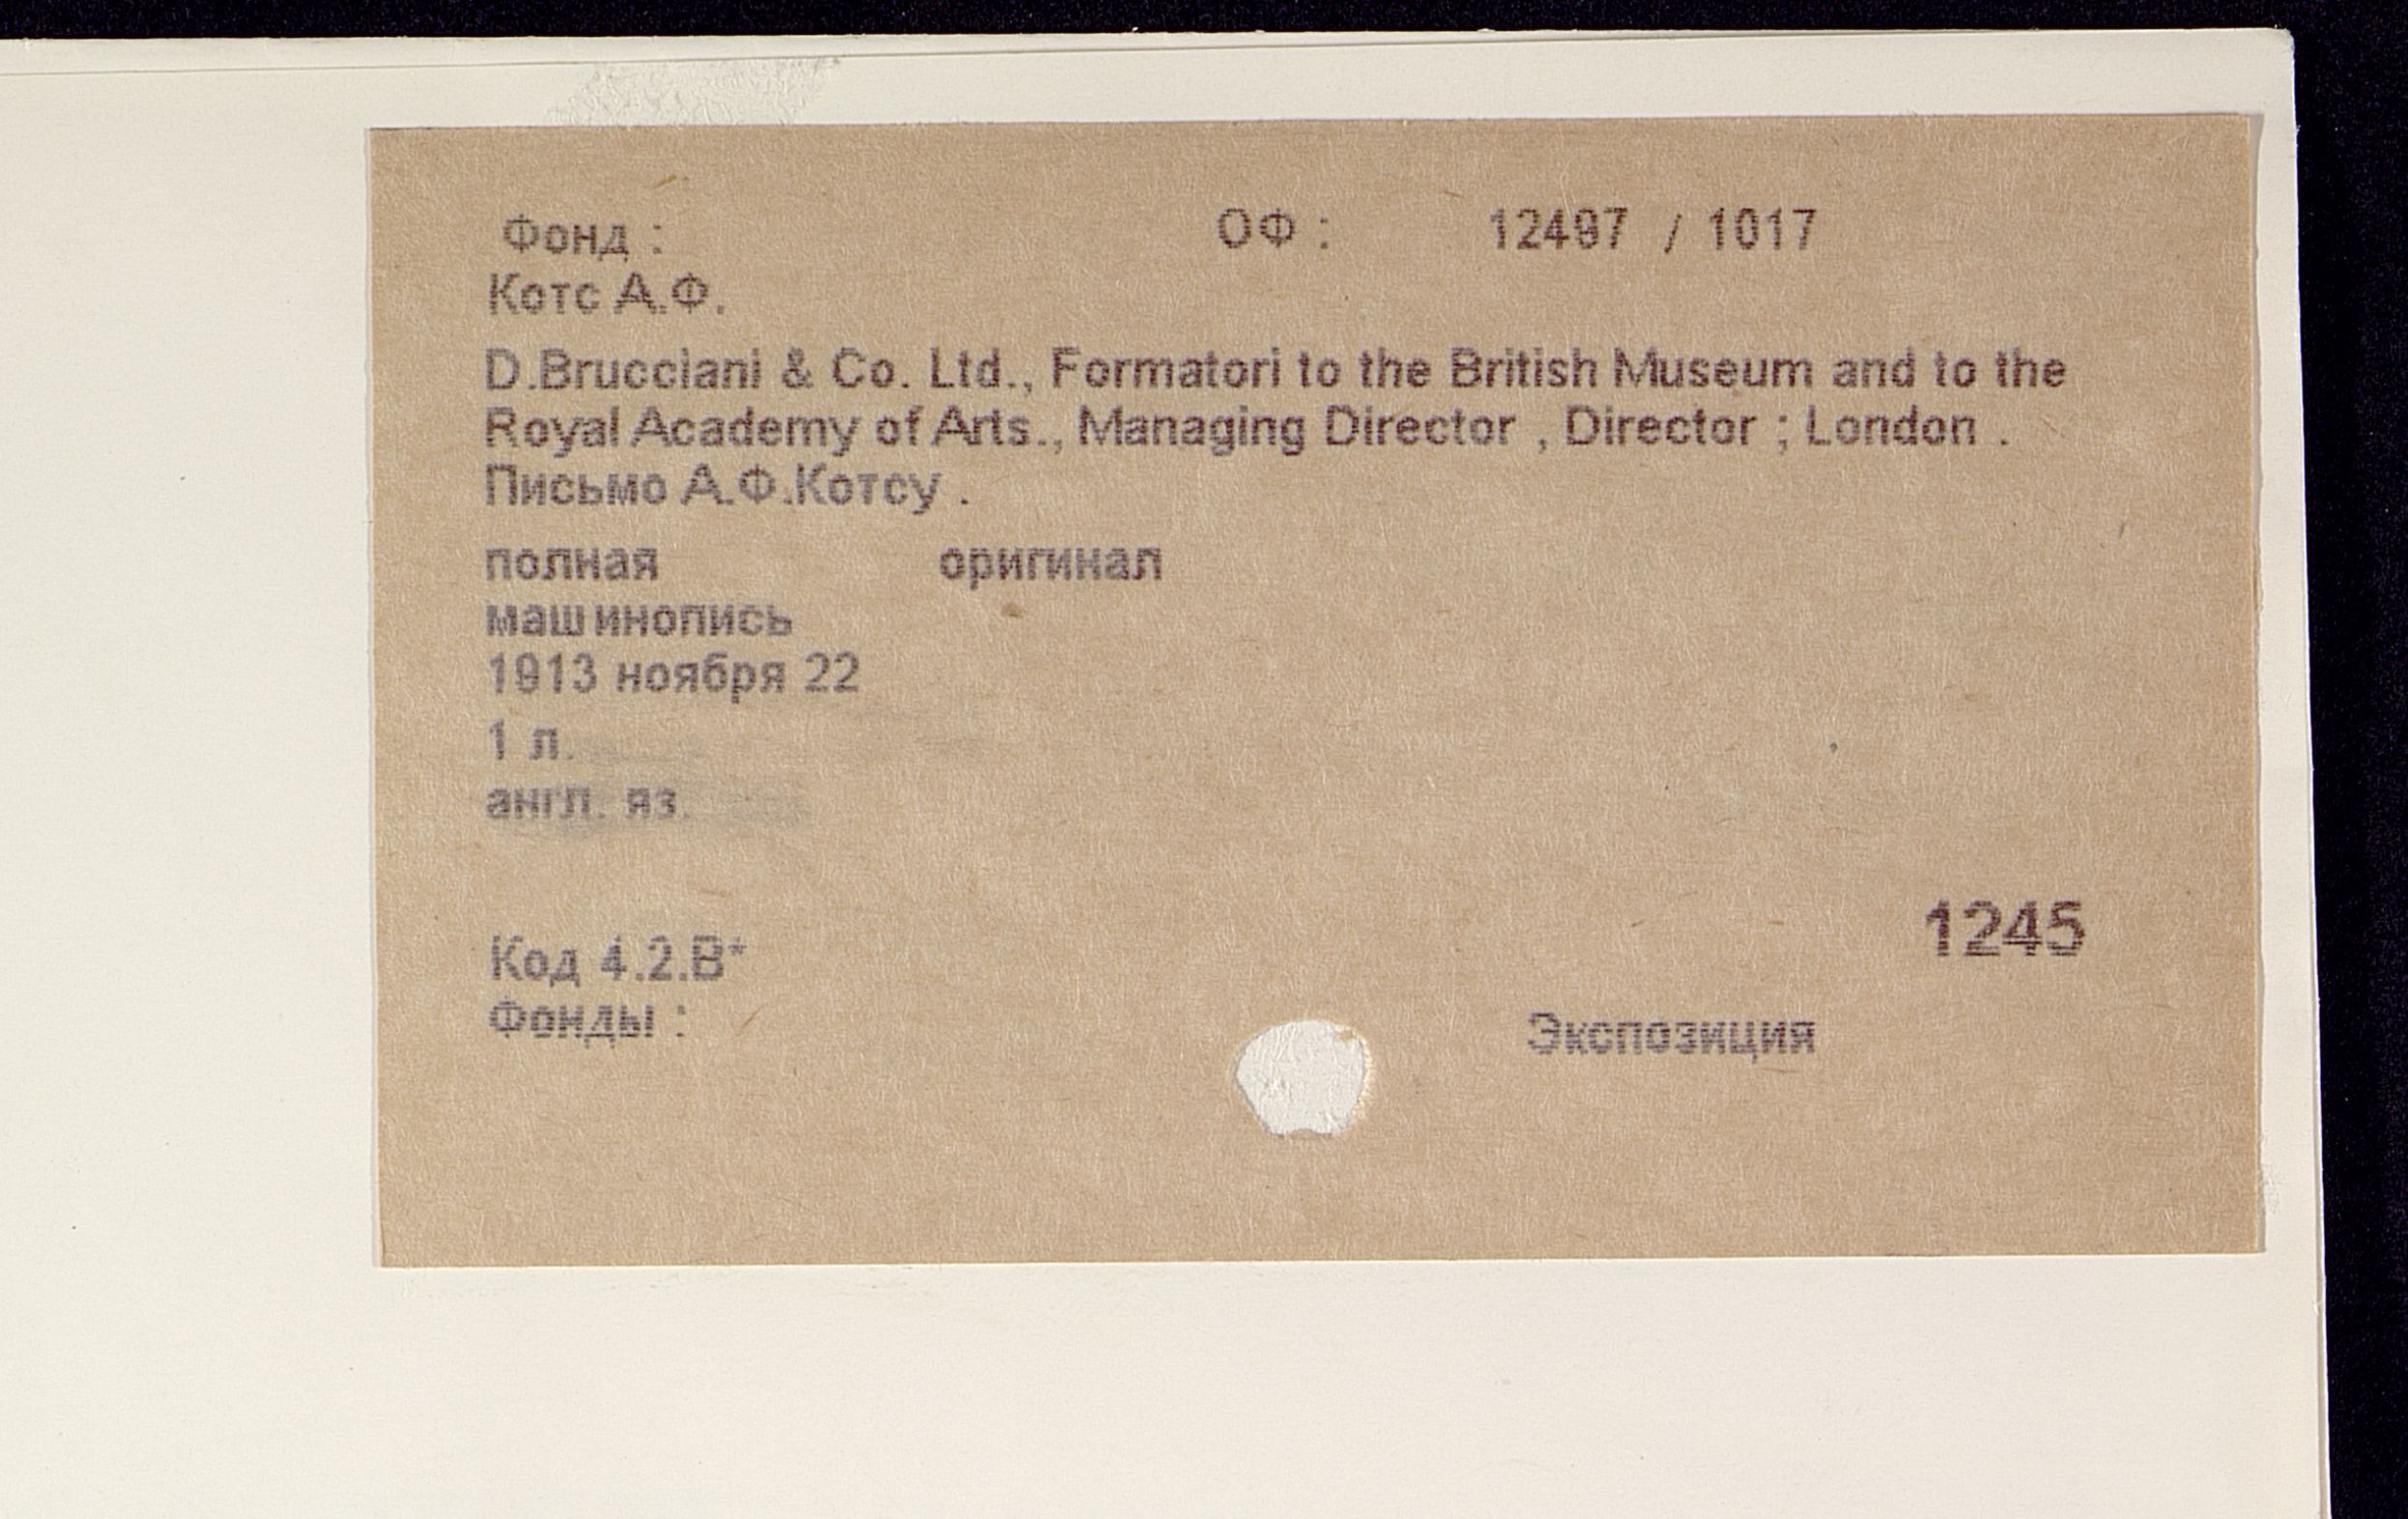 Фонд : ОФ : 12497 / 1017
Котс А.Ф.
D.Brucciani & Co. Ltd., Formatori to the British Museum and to the
Royal Academy of Arts., Managing Director , Director ; London .
Письмо А.Ф.Котсу .
полная оригинал
машинопись
1913 ноября 22
1 л.
англ. яз.
1245
Код 4.2.В*
Фонды : Экспозиция